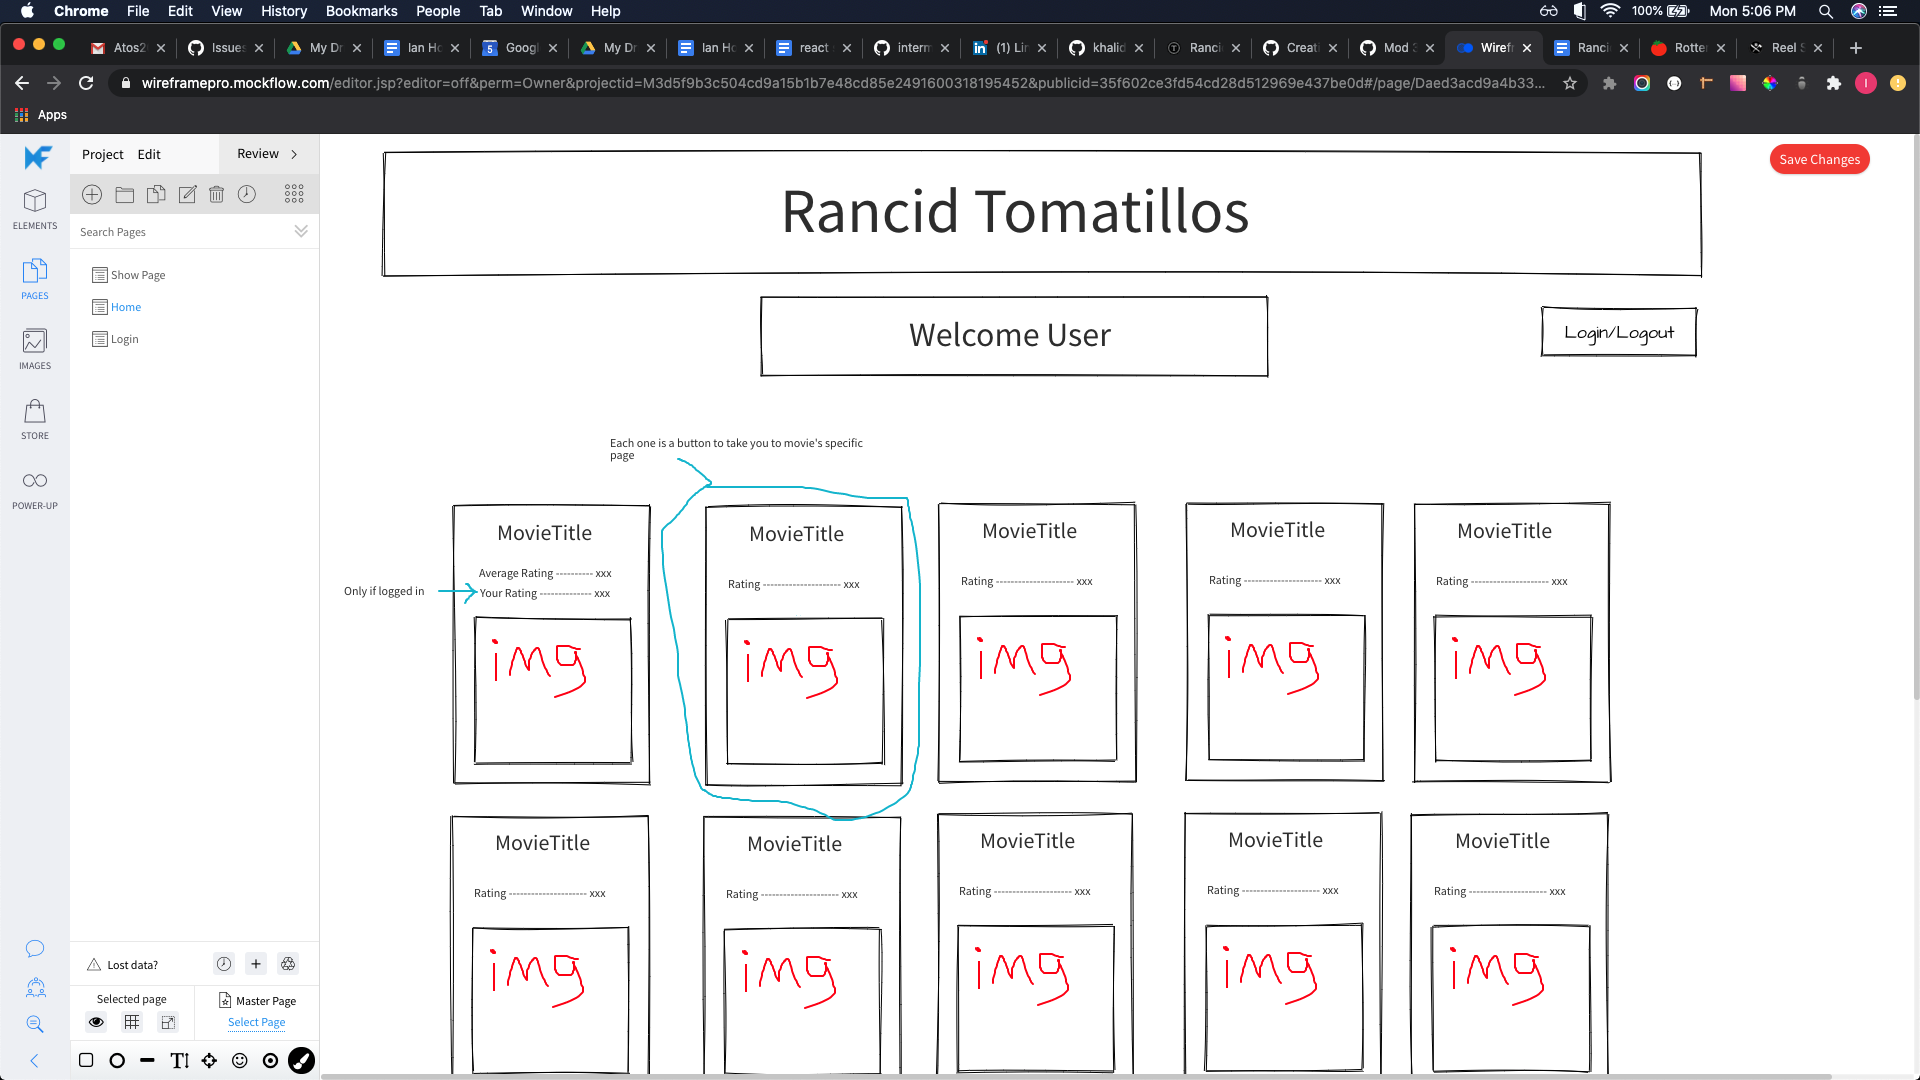 Chrome File Edit View History Bookmarks People Tab Window Help 100% Mon 5:06 PM
Atos2 Issues My Dr Ian Ho Googl My Dr Ian Ho react interm (1) Lin khalid Ranci Creati Mod 3 Wirefr Ranci Rotte Reel S
wireframepro.mockflow.com/editor.jsp?editor=off&perm=Owner&projectid=M3d5f9b3c504cd9a15b1b7e48cd85e2491600318195452&publicid=35f602ce3fd54cd28d512969e437be0d#/page/Daed3acd9a4b33...
Apps
Project Edit Review
Save Changes
ELEMENTS
Search Pages
PAGES
Show Page
Home
Login
IMAGES
STORE
POWER-UP
Rancid Tomatillos
Welcome User
Login/Logout
Each one is a button to take you to movie's specific
page
MovieTitle MovieTitle MovieTitle MovieTitle MovieTitle
Average Rating ---------- xxx
Only if logged in
Your Rating -------------- xxx
Rating --------------------- xxx
Rating --------------------- xxx
Rating --------------------- xxx
Rating --------------------- xxx
img img img img img
MovieTitle MovieTitle MovieTitle MovieTitle MovieTitle
Rating --------------------- xxx
Rating --------------------- xxx
Rating --------------------- xxx
Rating --------------------- xxx
Rating --------------------- xxx
img img img img img
Lost data?
Selected page
Master Page
Select Page